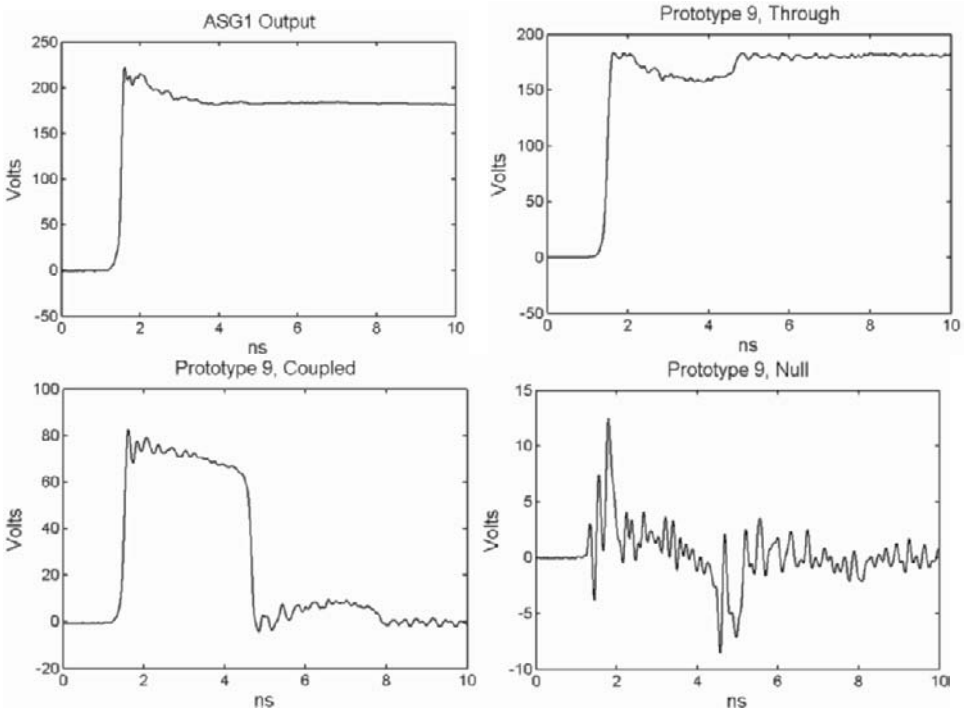 ASG1 Output
250
200
150
100
50
0
-50
Volts
0 2 4 6 8 10
ns
Prototype 9, Through
200
150
100
50
0
-50
Volts
0 2 4 6 8 10
ns
Prototype 9, Coupled
100
80
60
40
20
0
-20
Volts
0 2 4 6 8 10
ns
Prototype 9, Null
15
10
5
0
-5
-10
Volts
0 2 4 6 8 10
ns